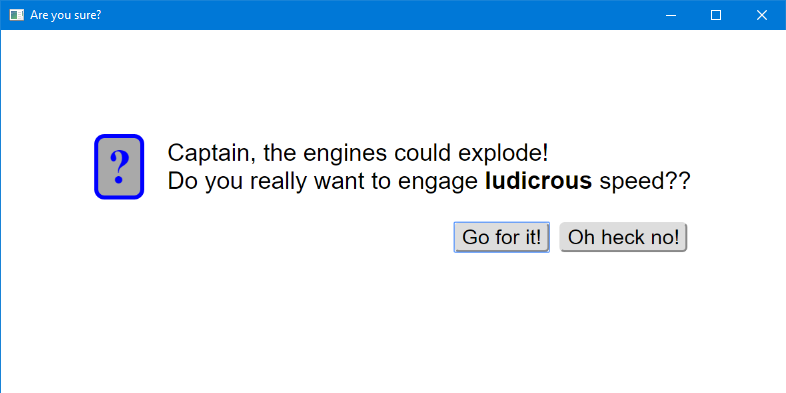 Are you sure?
?
Captain, the engines could explode!
Do you really want to engage ludicrous speed??
Go for it! Oh heck no!